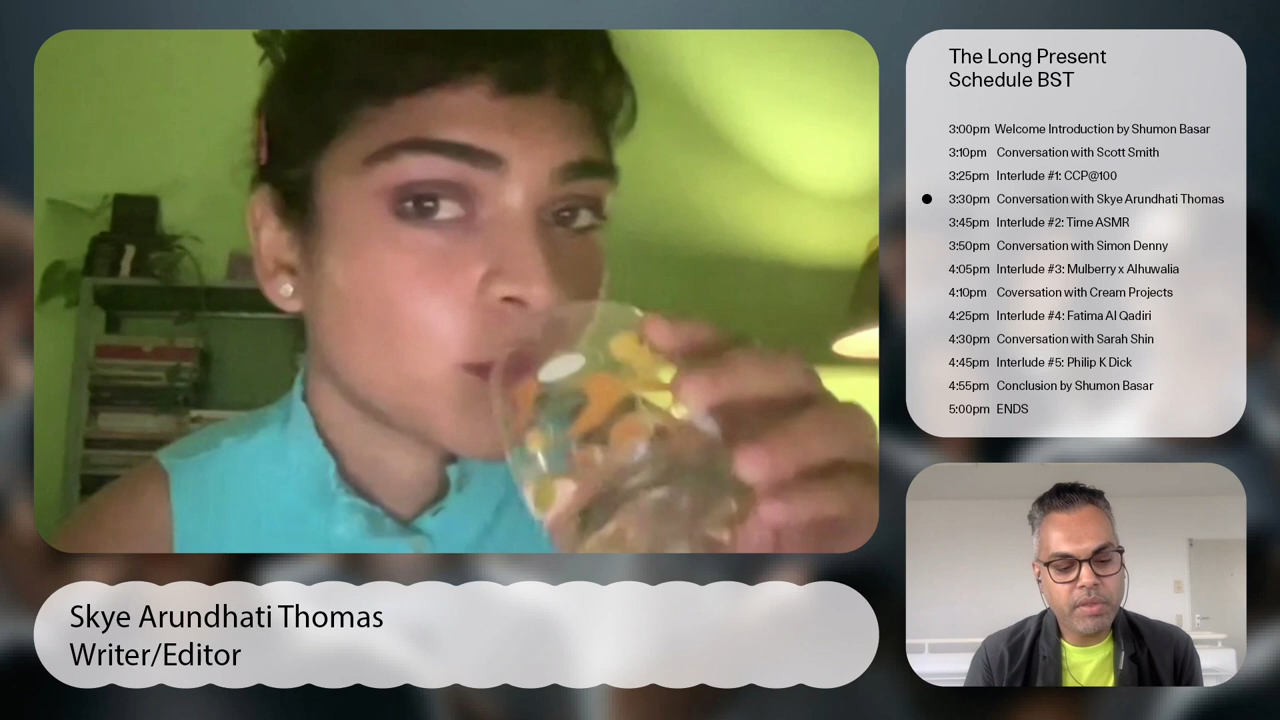 The Long Present
Schedule BST
3:00pm Welcome Introduction by Shumon Basar
3:10pm Conversation with Scott Smith
3:25pm Interlude #1: CCP@100
3:30pm Conversation with Skye Arundhati Thomas
3:45pm Interlude #2: Time ASMR
3:50pm Conversation with Simon Denny
4:05pm Interlude #3: Mulberry x Alhuwalia
4:10pm Coversation with Cream Projects
4:25pm Interlude #4: Fatima Al Qadiri
4:30pm Conversation with Sarah Shin
4:45pm Interlude #5: Philip K Dick
4:55pm Conclusion by Shumon Basar
5:00pm ENDS
Skye Arundhati Thomas
Writer/Editor